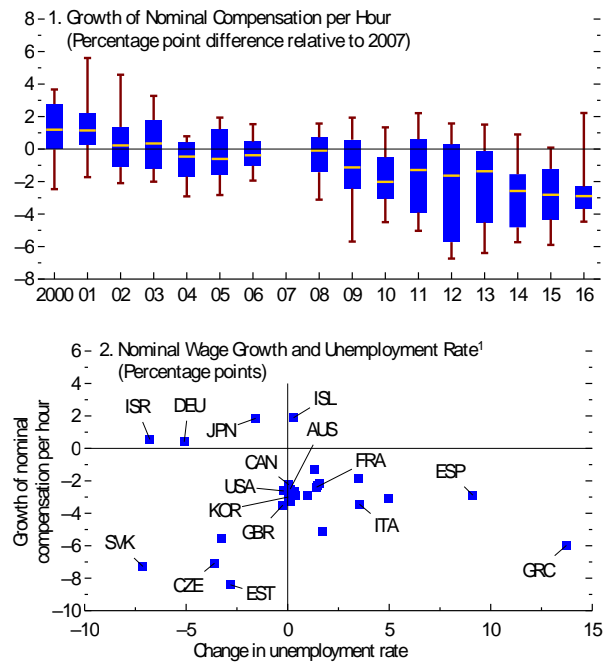 1. Growth of Nominal Compensation per Hour
(Percentage point difference relative to 2007)
8
6
4
2
0
–2
–4
–6
–8
2000 01 02 03 04 05 06 07 08 09 10 11 12 13 14 15 16
2. Nominal Wage Growth and Unemployment Rate¹
(Percentage points)
Growth of nominal
compensation per hour
6
4
2
0
–2
–4
–6
–8
–10
ISR
DEU
JPN
ISL
AUS
CAN
FRA
ESP
USA
KOR
GBR
ITA
SVK
CZE
EST
GRC
–10 –5 0 5 10 15
Change in unemployment rate